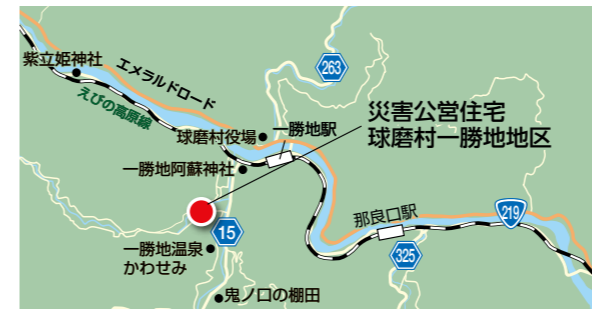 紫立姫神社
エメラルドロード
えびの高原線
263
球磨村役場
一勝地駅
災害公営住宅
球磨村一勝地地区
一勝地阿蘇神社
15
一勝地温泉
かわせみ
那良口駅
219
325
鬼ノ口の棚田